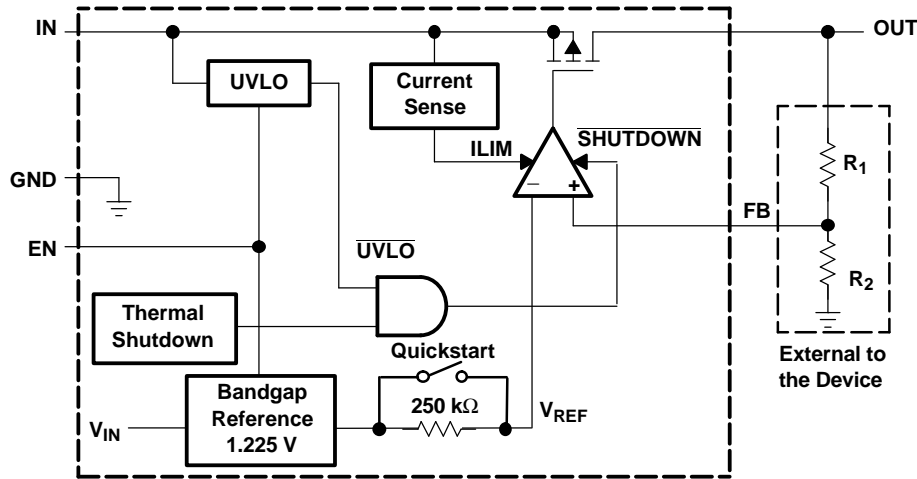 IN
OUT
UVLO
Current
Sense
SHUTDOWN
ILIM
R1
GND
− +
FB
EN
UVLO
R2
Thermal
Shutdown
Quickstart
External to
the Device
Bandgap
Reference
1.225 V
250 kΩ
VREF
VIN